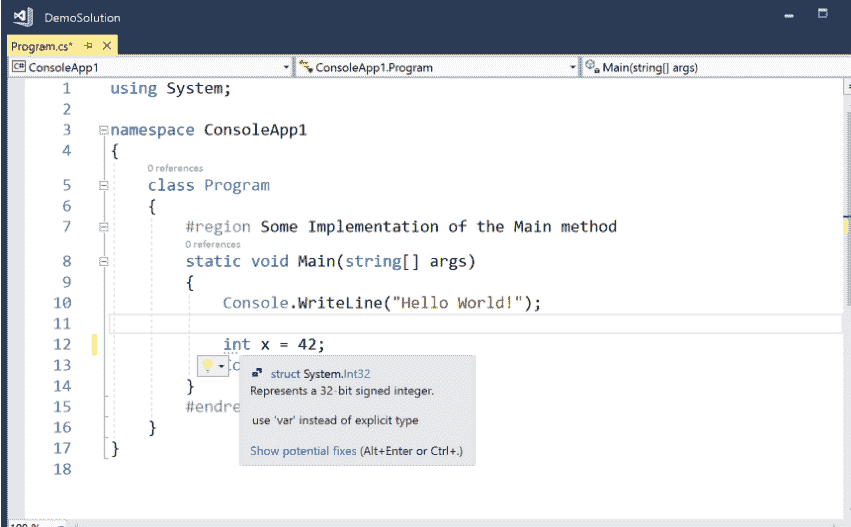 DemoSolution
Program.cs*
C# ConsoleApp1 ConsoleApp1.Program Main(string[] args)
1 using System;
2
3 namespace ConsoleApp1
4 {
0 references
5 class Program
6 {
7 #region Some Implementation of the Main method
0 references
8 static void Main(string[] args)
9 {
10 Console.WriteLine("Hello World!");
11
12 int x = 42;
13
struct System.Int32
14 }
Represents a 32-bit signed integer.
15 #endre
use 'var' instead of explicit type
16 }
17 }
Show potential fixes (Alt+Enter or Ctrl+.)
18
100 %